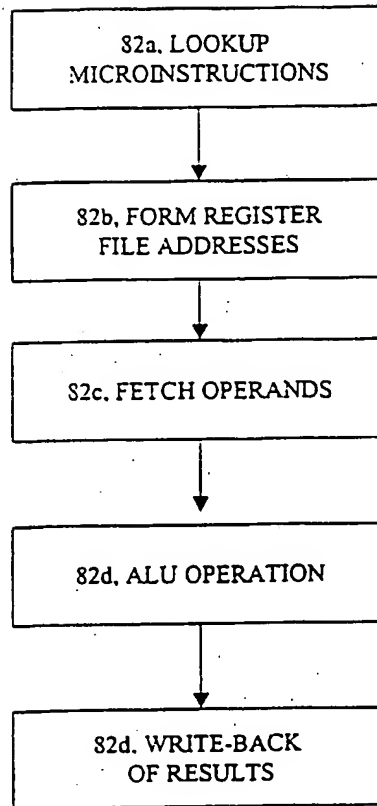 82a, LOOKUP
MICROINSTRUCTIONS
82b, FORM REGISTER
FILE ADDRESSES
82c, FETCH OPERANDS
82d, ALU OPERATION
82d, WRITE-BACK
OF RESULTS